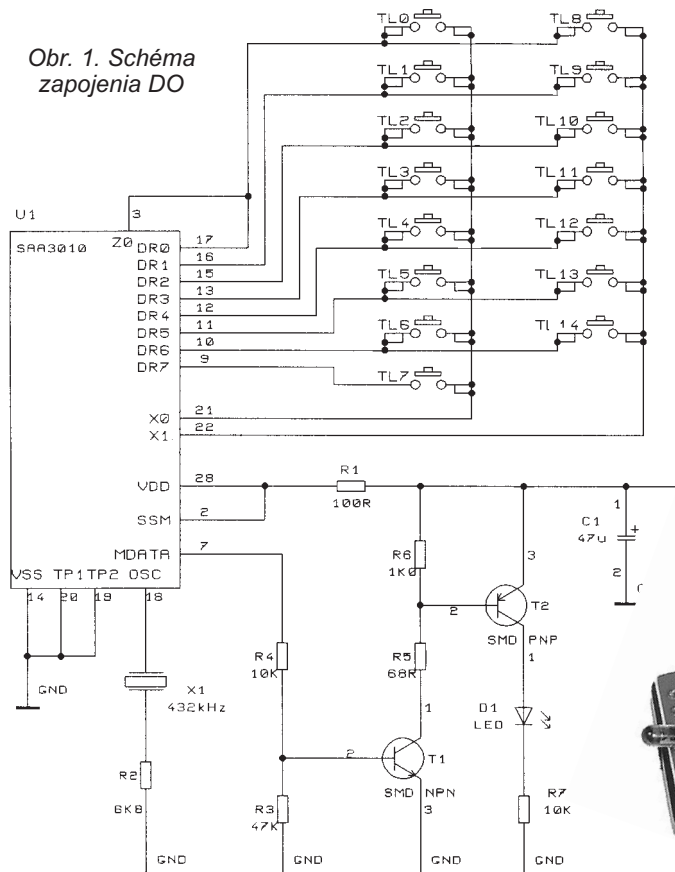 Obr. 1. Schéma
zapojenia DO
TL0 TL8
TL1 TL9
TL2 TL10
TL3 TL11
TL4 TL12
TL5 TL13
TL6 TL14
TL7
U1
3
SAA3010
Z0
DR0 17
DR1 16
DR2 15
DR3 13
DR4 12
DR5 11
DR6 10
DR7 9
X0 21
X1 22
VDD 28
R1
100R
SSM 2
MDATA 7
VSS TP1 TP2 OSC
14 20 19 18
GND
X1
432kHz
R2
6K8
GND
R4
10K
R3
47K
GND
R6
1K0
R5
68R
1
2
T1
SMD NPN
3
GND
3
2
T2
SMD PNP
1
D1
LED
R7
10K
GND
1
C1
47u
+
2